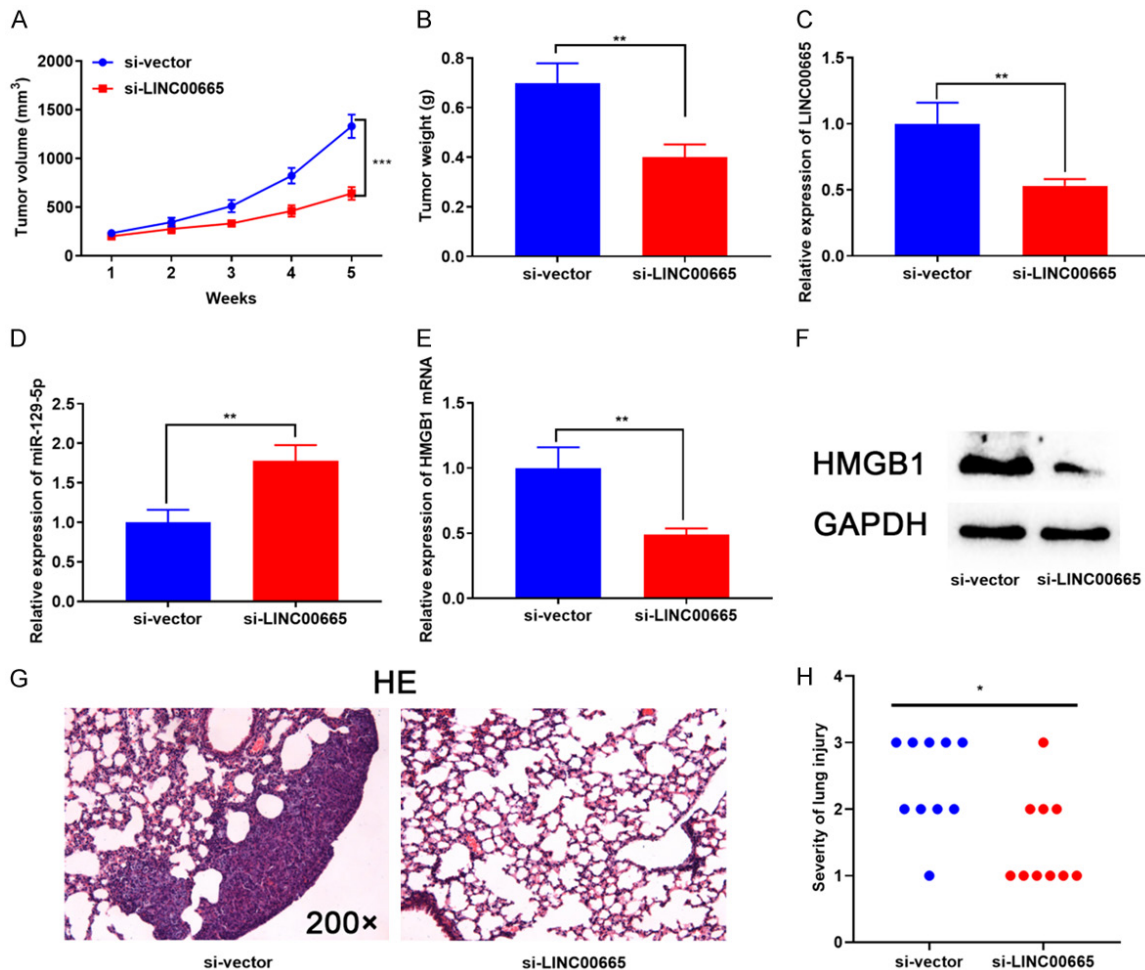 A
si-vector
si-LINC00665
Tumor volume (mm³)
2000
1500
1000
500
0
***
1 2 3 4 5
Weeks
B
Tumor weight (g)
0.8
0.6
0.4
0.2
0.0
**
si-vector si-LINC00665
C
Relative expression of LINC00665
1.5
1.0
0.5
0.0
**
si-vector si-LINC00665
D
Relative expression of miR-129-5p
2.5
2.0
1.5
1.0
0.5
0.0
**
si-vector si-LINC00665
E
Relative expression of HMGB1 mRNA
1.5
1.0
0.5
0.0
**
si-vector si-LINC00665
F
HMGB1
GAPDH
si-vector si-LINC00665
G
HE
200×
si-vector si-LINC00665
H
Severity of lung injury
4
3
2
1
0
*
si-vector si-LINC00665